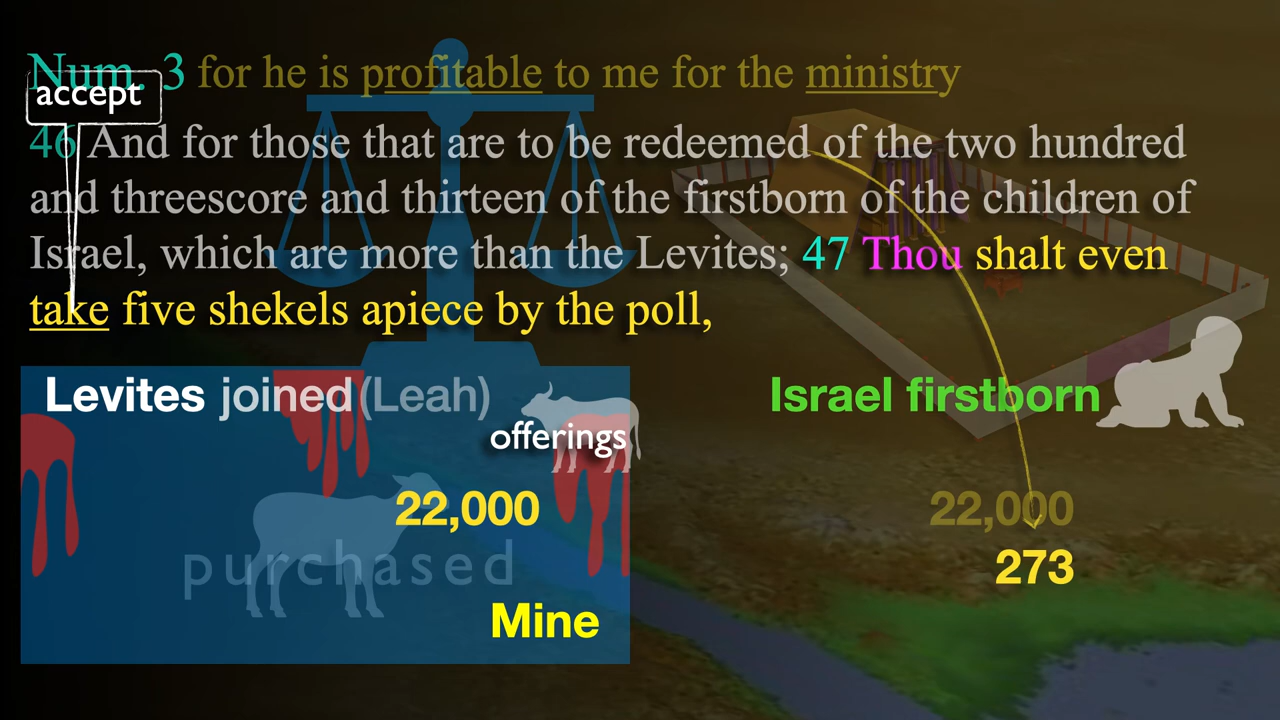 Num. 3 for he is profitable to me for the ministry
accept
46 And for those that are to be redeemed of the two hundred
and threescore and thirteen of the firstborn of the children of
Israel, which are more than the Levites; 47 Thou shalt even
take five shekels apiece by the poll,
Levites joined (Leah)
Israel firstborn
offerings
22,000
22,000
purchased
273
Mine